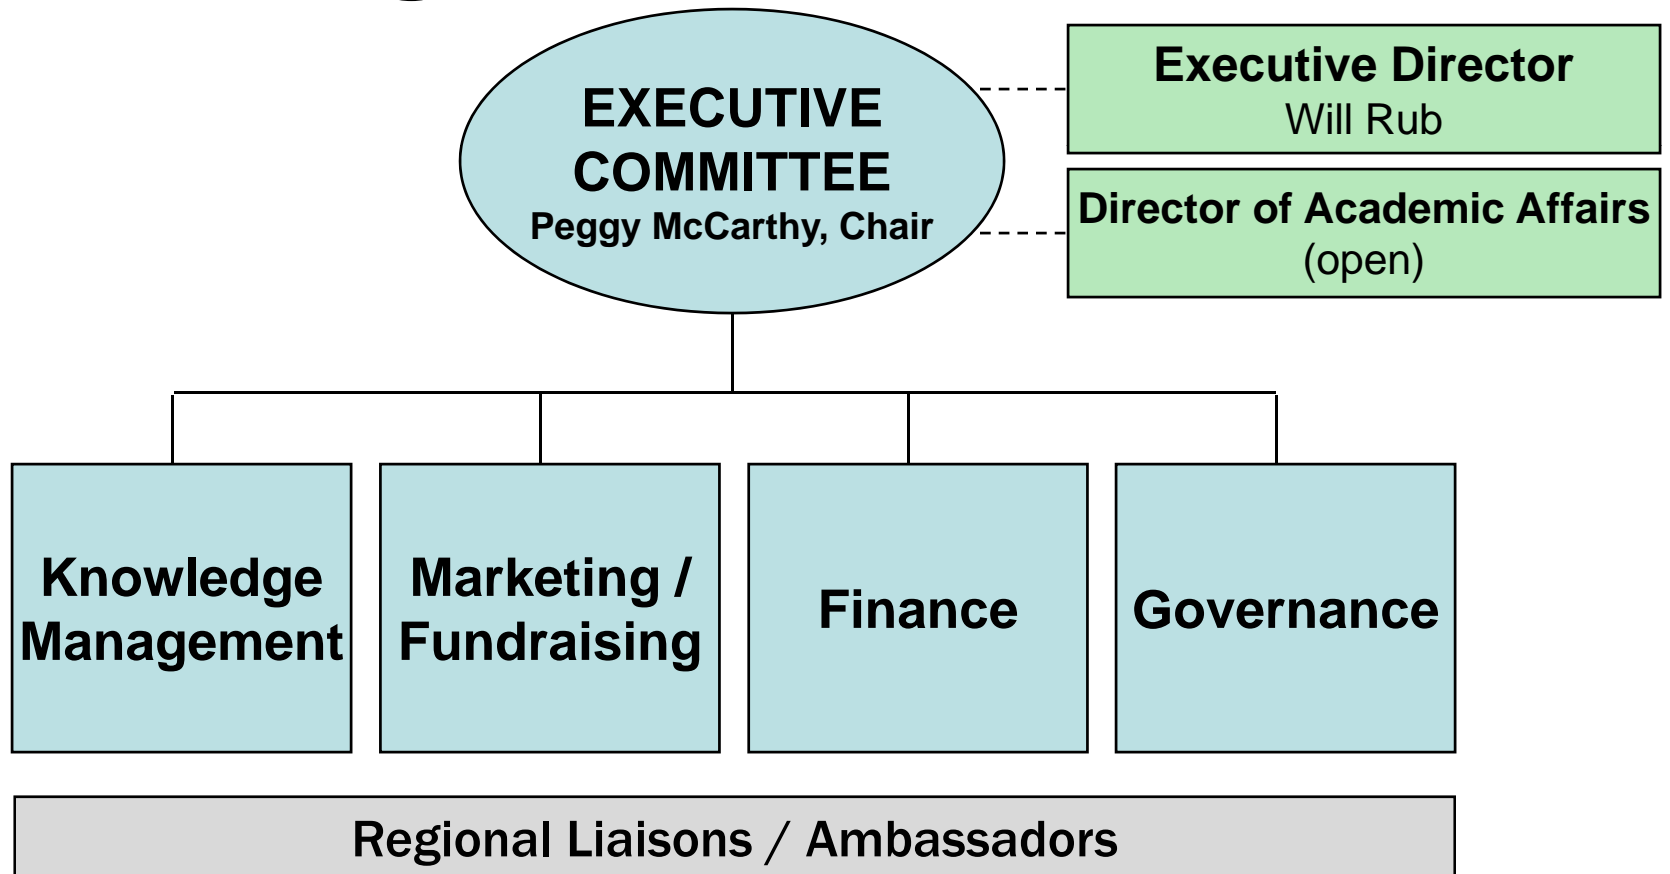 EXECUTIVE
COMMITTEE
Peggy McCarthy, Chair
Executive Director
Will Rub
Director of Academic Affairs
(open)
Knowledge
Management
Marketing /
Fundraising
Finance
Governance
Regional Liaisons / Ambassadors